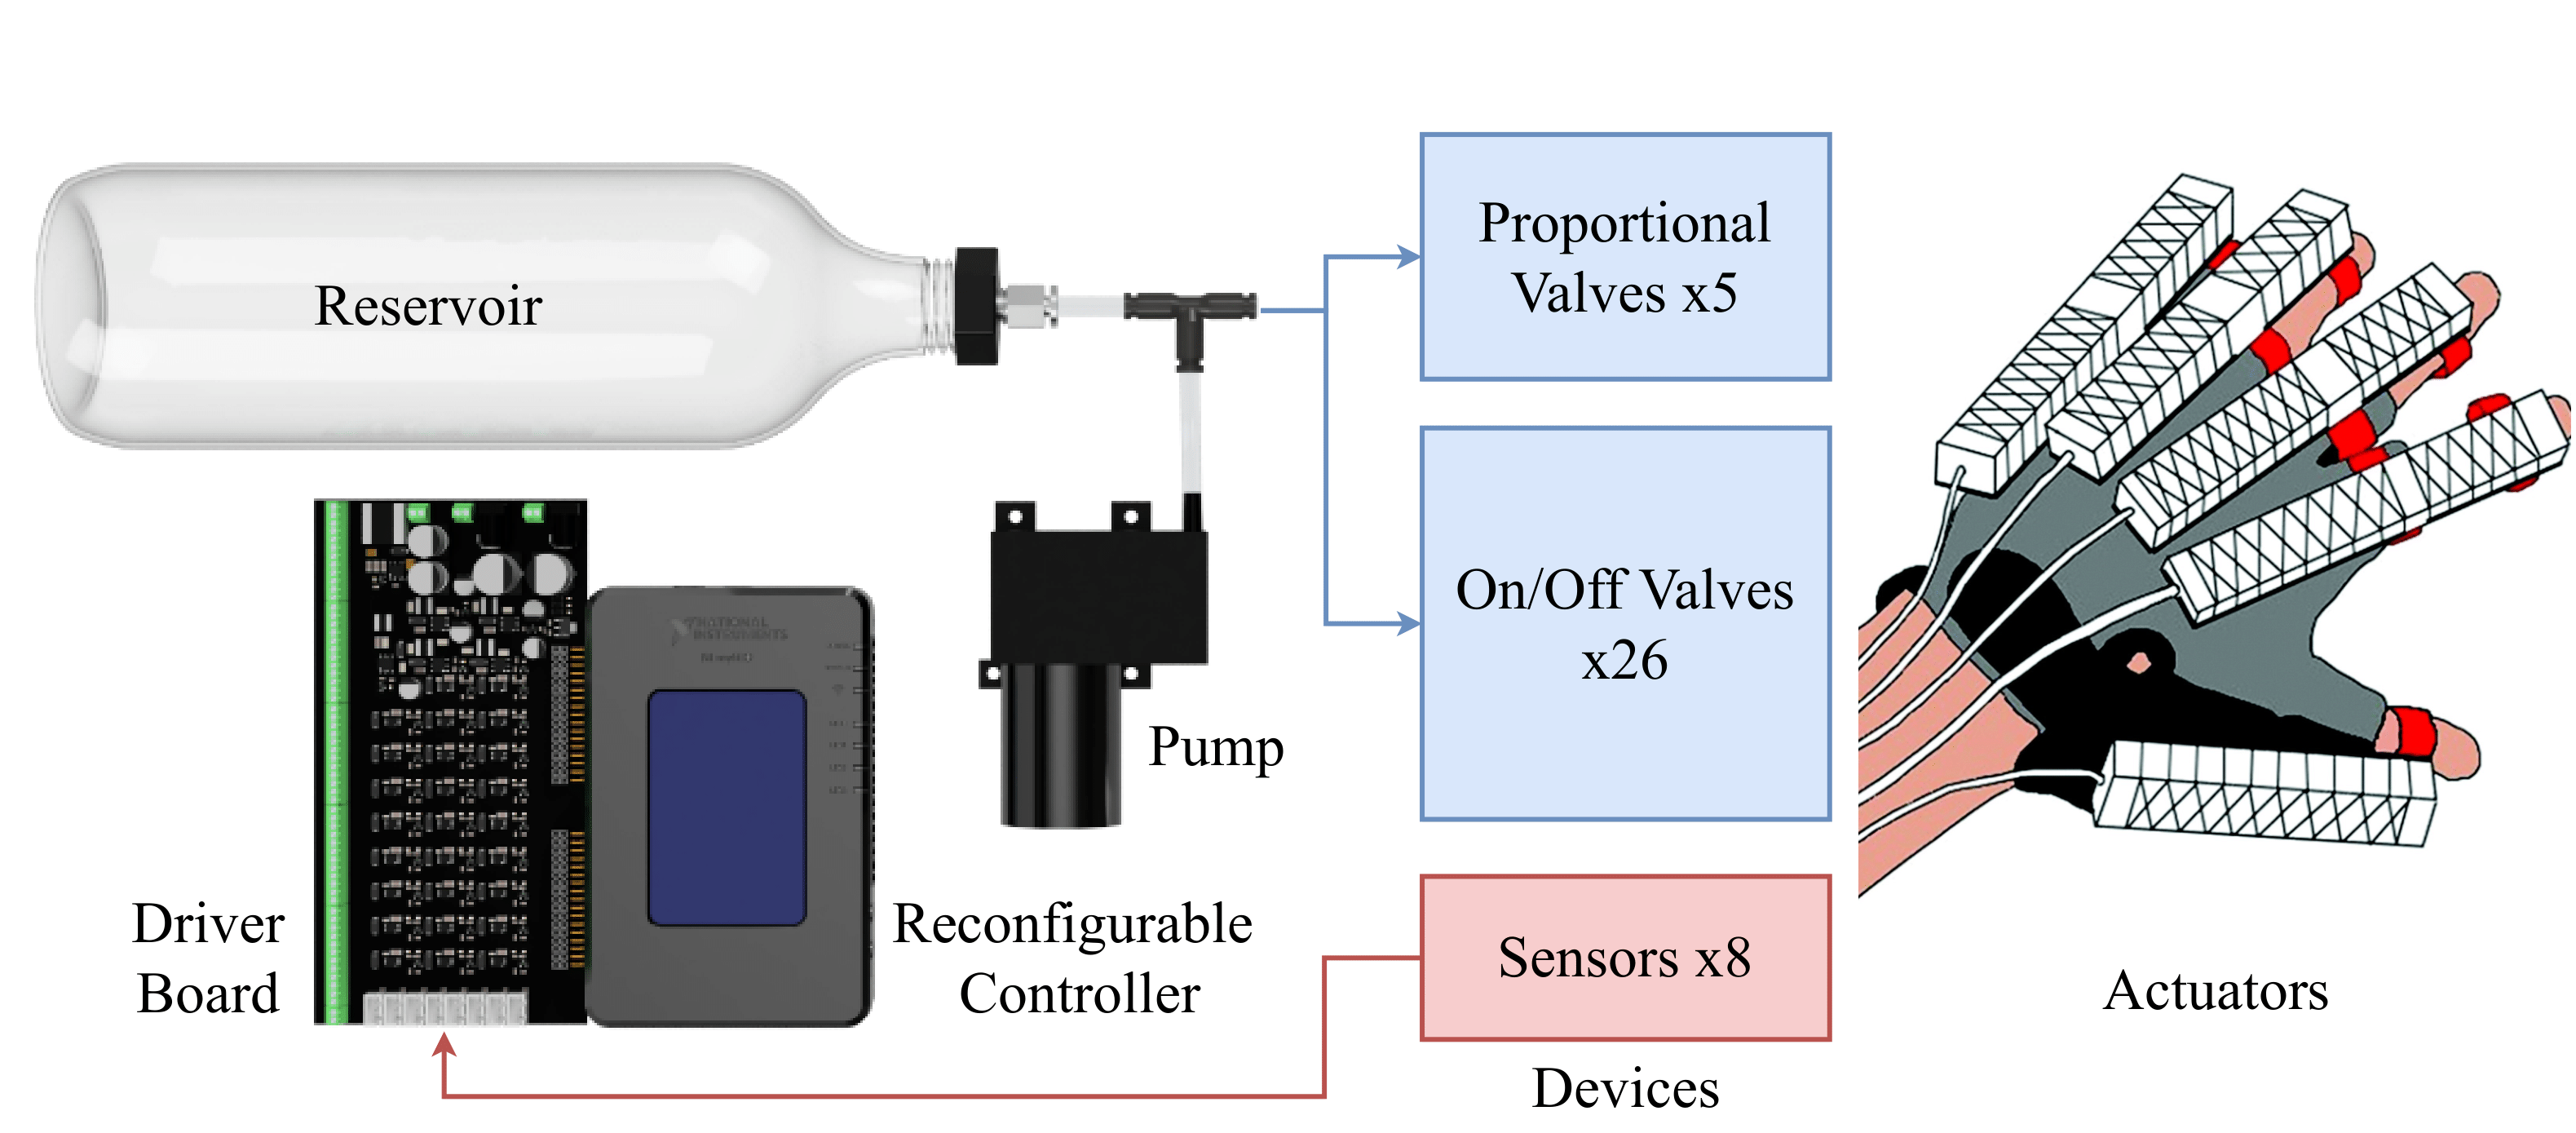 Reservoir
Proportional
Valves x5
On/Off Valves
x26
NATIONAL
INSTRUMENTS
Pump
Driver
Board
Reconfigurable
Controller
Sensors x8
Devices
Actuators